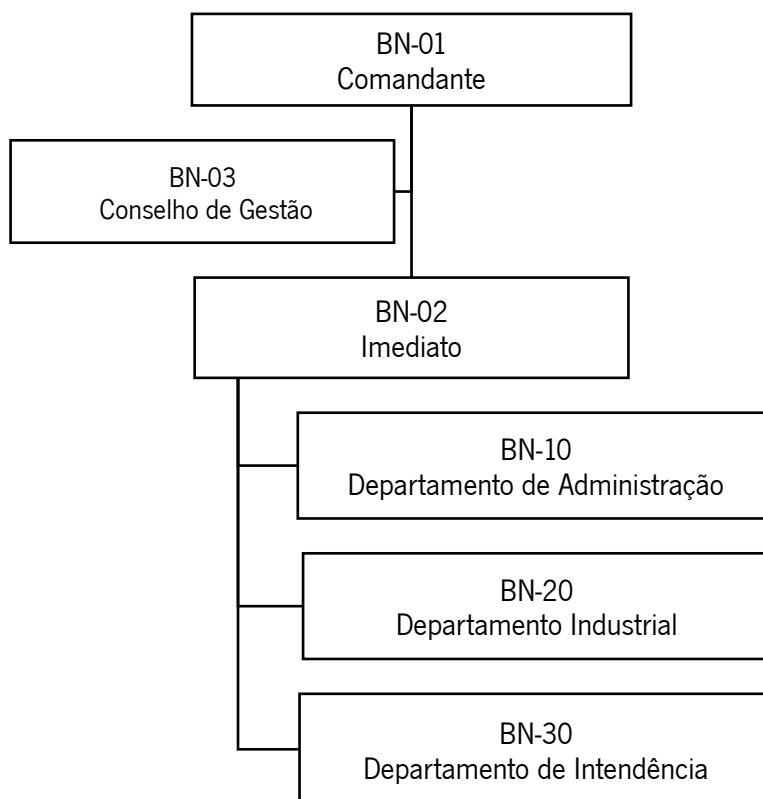 BN-01
Comandante
BN-03
Conselho de Gestão
BN-02
Imediato
BN-10
Departamento de Administração
BN-20
Departamento Industrial
BN-30
Departamento de Intendência